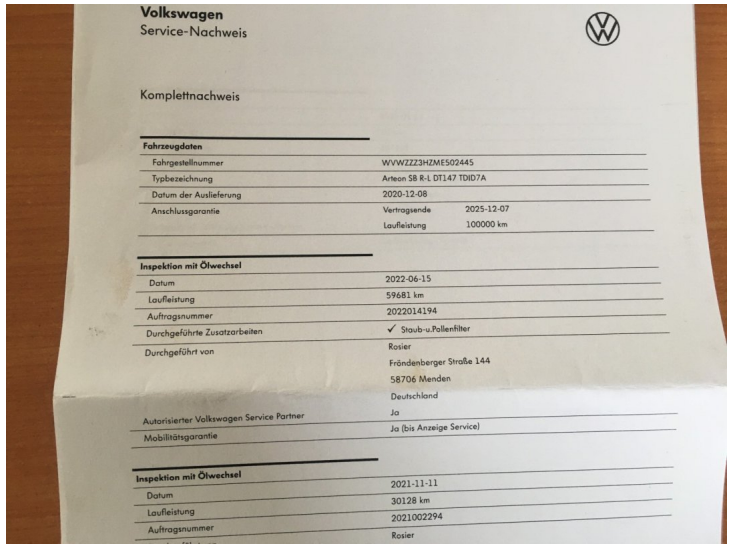 Volkswagen
Service-Nachweis
Komplettnachweis
Fahrzeugdaten
Fahrgestellnummer WVWZZZ3HZME502445
Typbezeichnung Arteon SB R-L DT147 TDID7A
Datum der Auslieferung 2020-12-08
Anschlussgarantie Vertragsende 2025-12-07
Laufleistung 100000 km
Inspektion mit Ölwechsel
Datum 2022-06-15
Laufleistung 59681 km
Auftragsnummer 2022014194
Durchgeführte Zusatzarbeiten ✓ Staub-u.Pollenfilter
Durchgeführt von Rosier
Fröndenberger Straße 144
58706 Menden
Deutschland
Autorisierter Volkswagen Service Partner Ja
Mobilitätsgarantie Ja (bis Anzeige Service)
Inspektion mit Ölwechsel
Datum 2021-11-11
Laufleistung 30128 km
Auftragsnummer 2021002294
Rosier